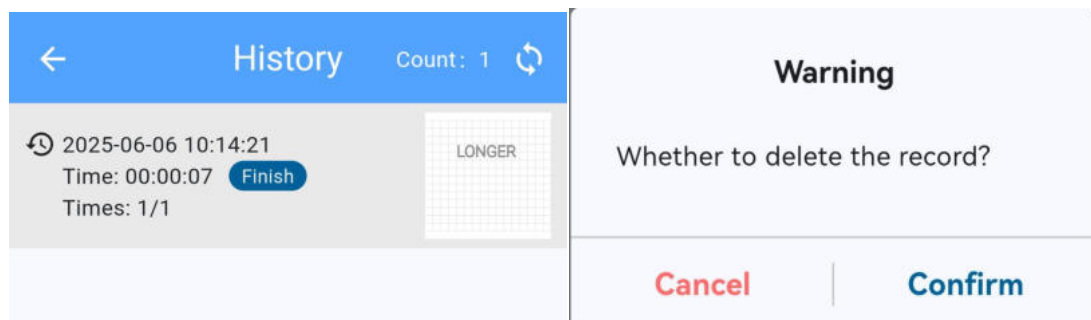 History
Count: 1
2025-06-06 10:14:21
Time: 00:00:07
Finish
Times: 1/1
LONGER
Warning
Whether to delete the record?
Cancel
Confirm